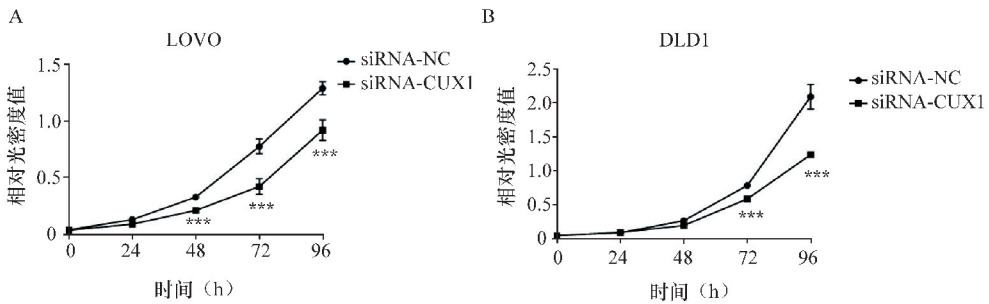 A
LOVO
siRNA-NC
siRNA-CUX1
相对光密度值
1.5
1.0
0.5
0
***
***
***
0 24 48 72 96
时间（h）
B
DLD1
siRNA-NC
siRNA-CUX1
相对光密度值
2.5
2.0
1.5
1.0
0.5
0
***
***
0 24 48 72 96
时间（h）